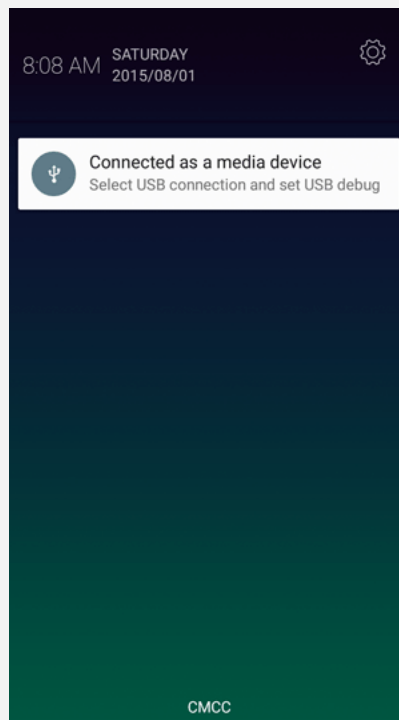 8:08 AM
SATURDAY
2015/08/01
Connected as a media device
Select USB connection and set USB debug
CMCC